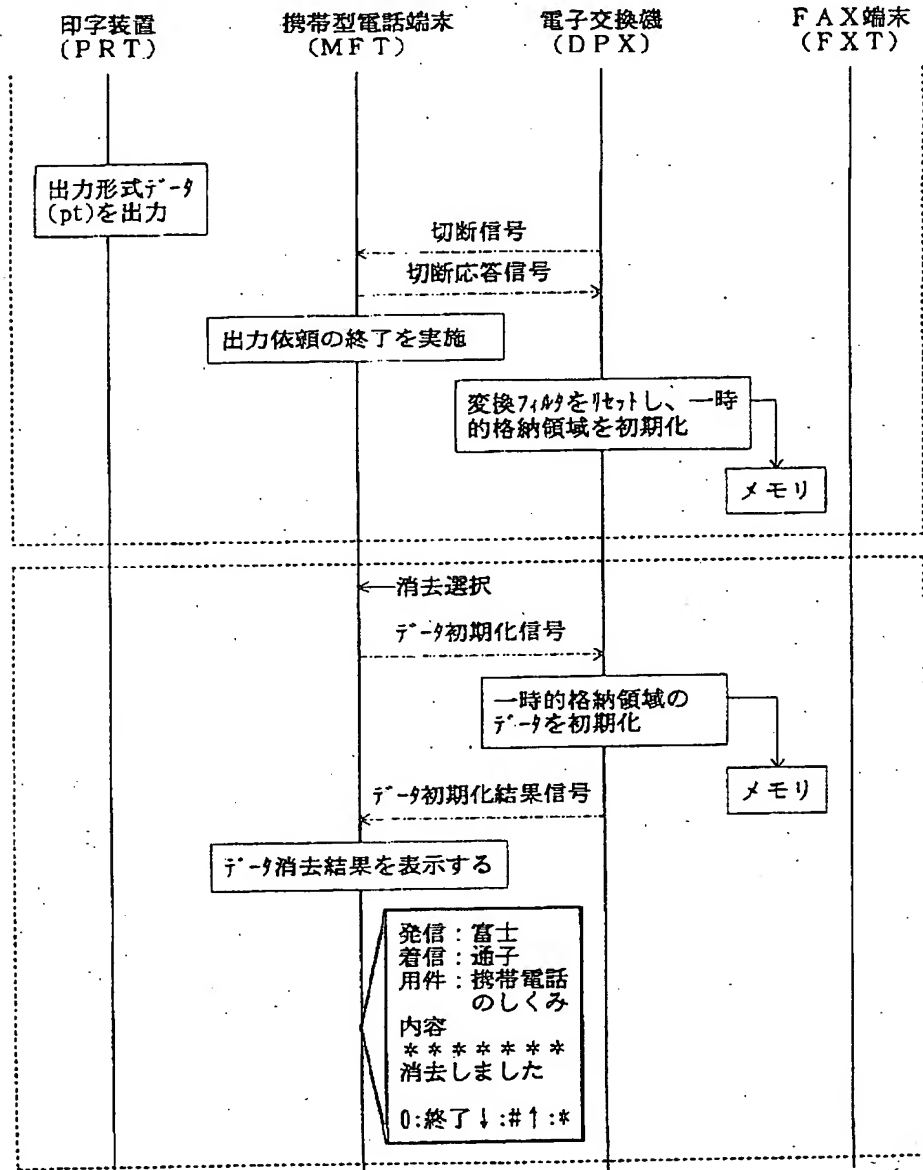 印字装置
(PRT)
携帯型電話端末
(MFT)
電子交換機
(DPX)
FAX端末
(FXT)
出力形式ﾃﾞｰﾀ
(pt)を出力
切断信号
切断応答信号
出力依頼の終了を実施
変換ﾌｨﾙﾀをﾘｾｯﾄし、一時
的格納領域を初期化
メモリ
消去選択
ﾃﾞｰﾀ初期化信号
一時的格納領域の
ﾃﾞｰﾀを初期化
メモリ
ﾃﾞｰﾀ初期化結果信号
ﾃﾞｰﾀ消去結果を表示する
発信：富士
着信：通子
用件：携帯電話
のしくみ
内容
＊＊＊＊＊＊＊
消去しました
0:終了↓:#↑:*